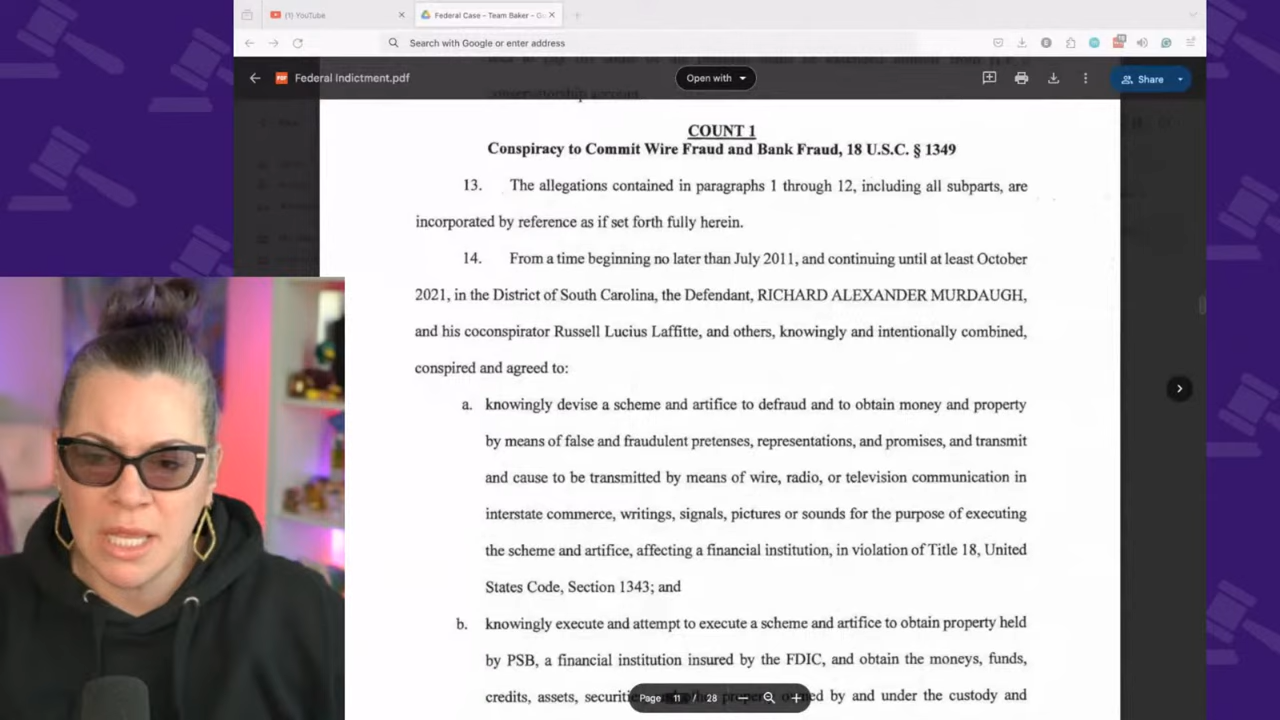 (1) YouTube
Federal Case - Team Baker - Gu
Search with Google or enter address
Federal Indictment.pdf
Open with
Share
conservatorship account.
COUNT 1
Conspiracy to Commit Wire Fraud and Bank Fraud, 18 U.S.C. § 1349
13. The allegations contained in paragraphs 1 through 12, including all subparts, are
incorporated by reference as if set forth fully herein.
14. From a time beginning no later than July 2011, and continuing until at least October
2021, in the District of South Carolina, the Defendant, RICHARD ALEXANDER MURDAUGH,
and his coconspirator Russell Lucius Laffitte, and others, knowingly and intentionally combined,
conspired and agreed to:
a. knowingly devise a scheme and artifice to defraud and to obtain money and property
by means of false and fraudulent pretenses, representations, and promises, and transmit
and cause to be transmitted by means of wire, radio, or television communication in
interstate commerce, writings, signals, pictures or sounds for the purpose of executing
the scheme and artifice, affecting a financial institution, in violation of Title 18, United
States Code, Section 1343; and
b. knowingly execute and attempt to execute a scheme and artifice to obtain property held
by PSB, a financial institution insured by the FDIC, and obtain the moneys, funds,
credits, assets, securiti by and under the custody and
Page 11 / 28